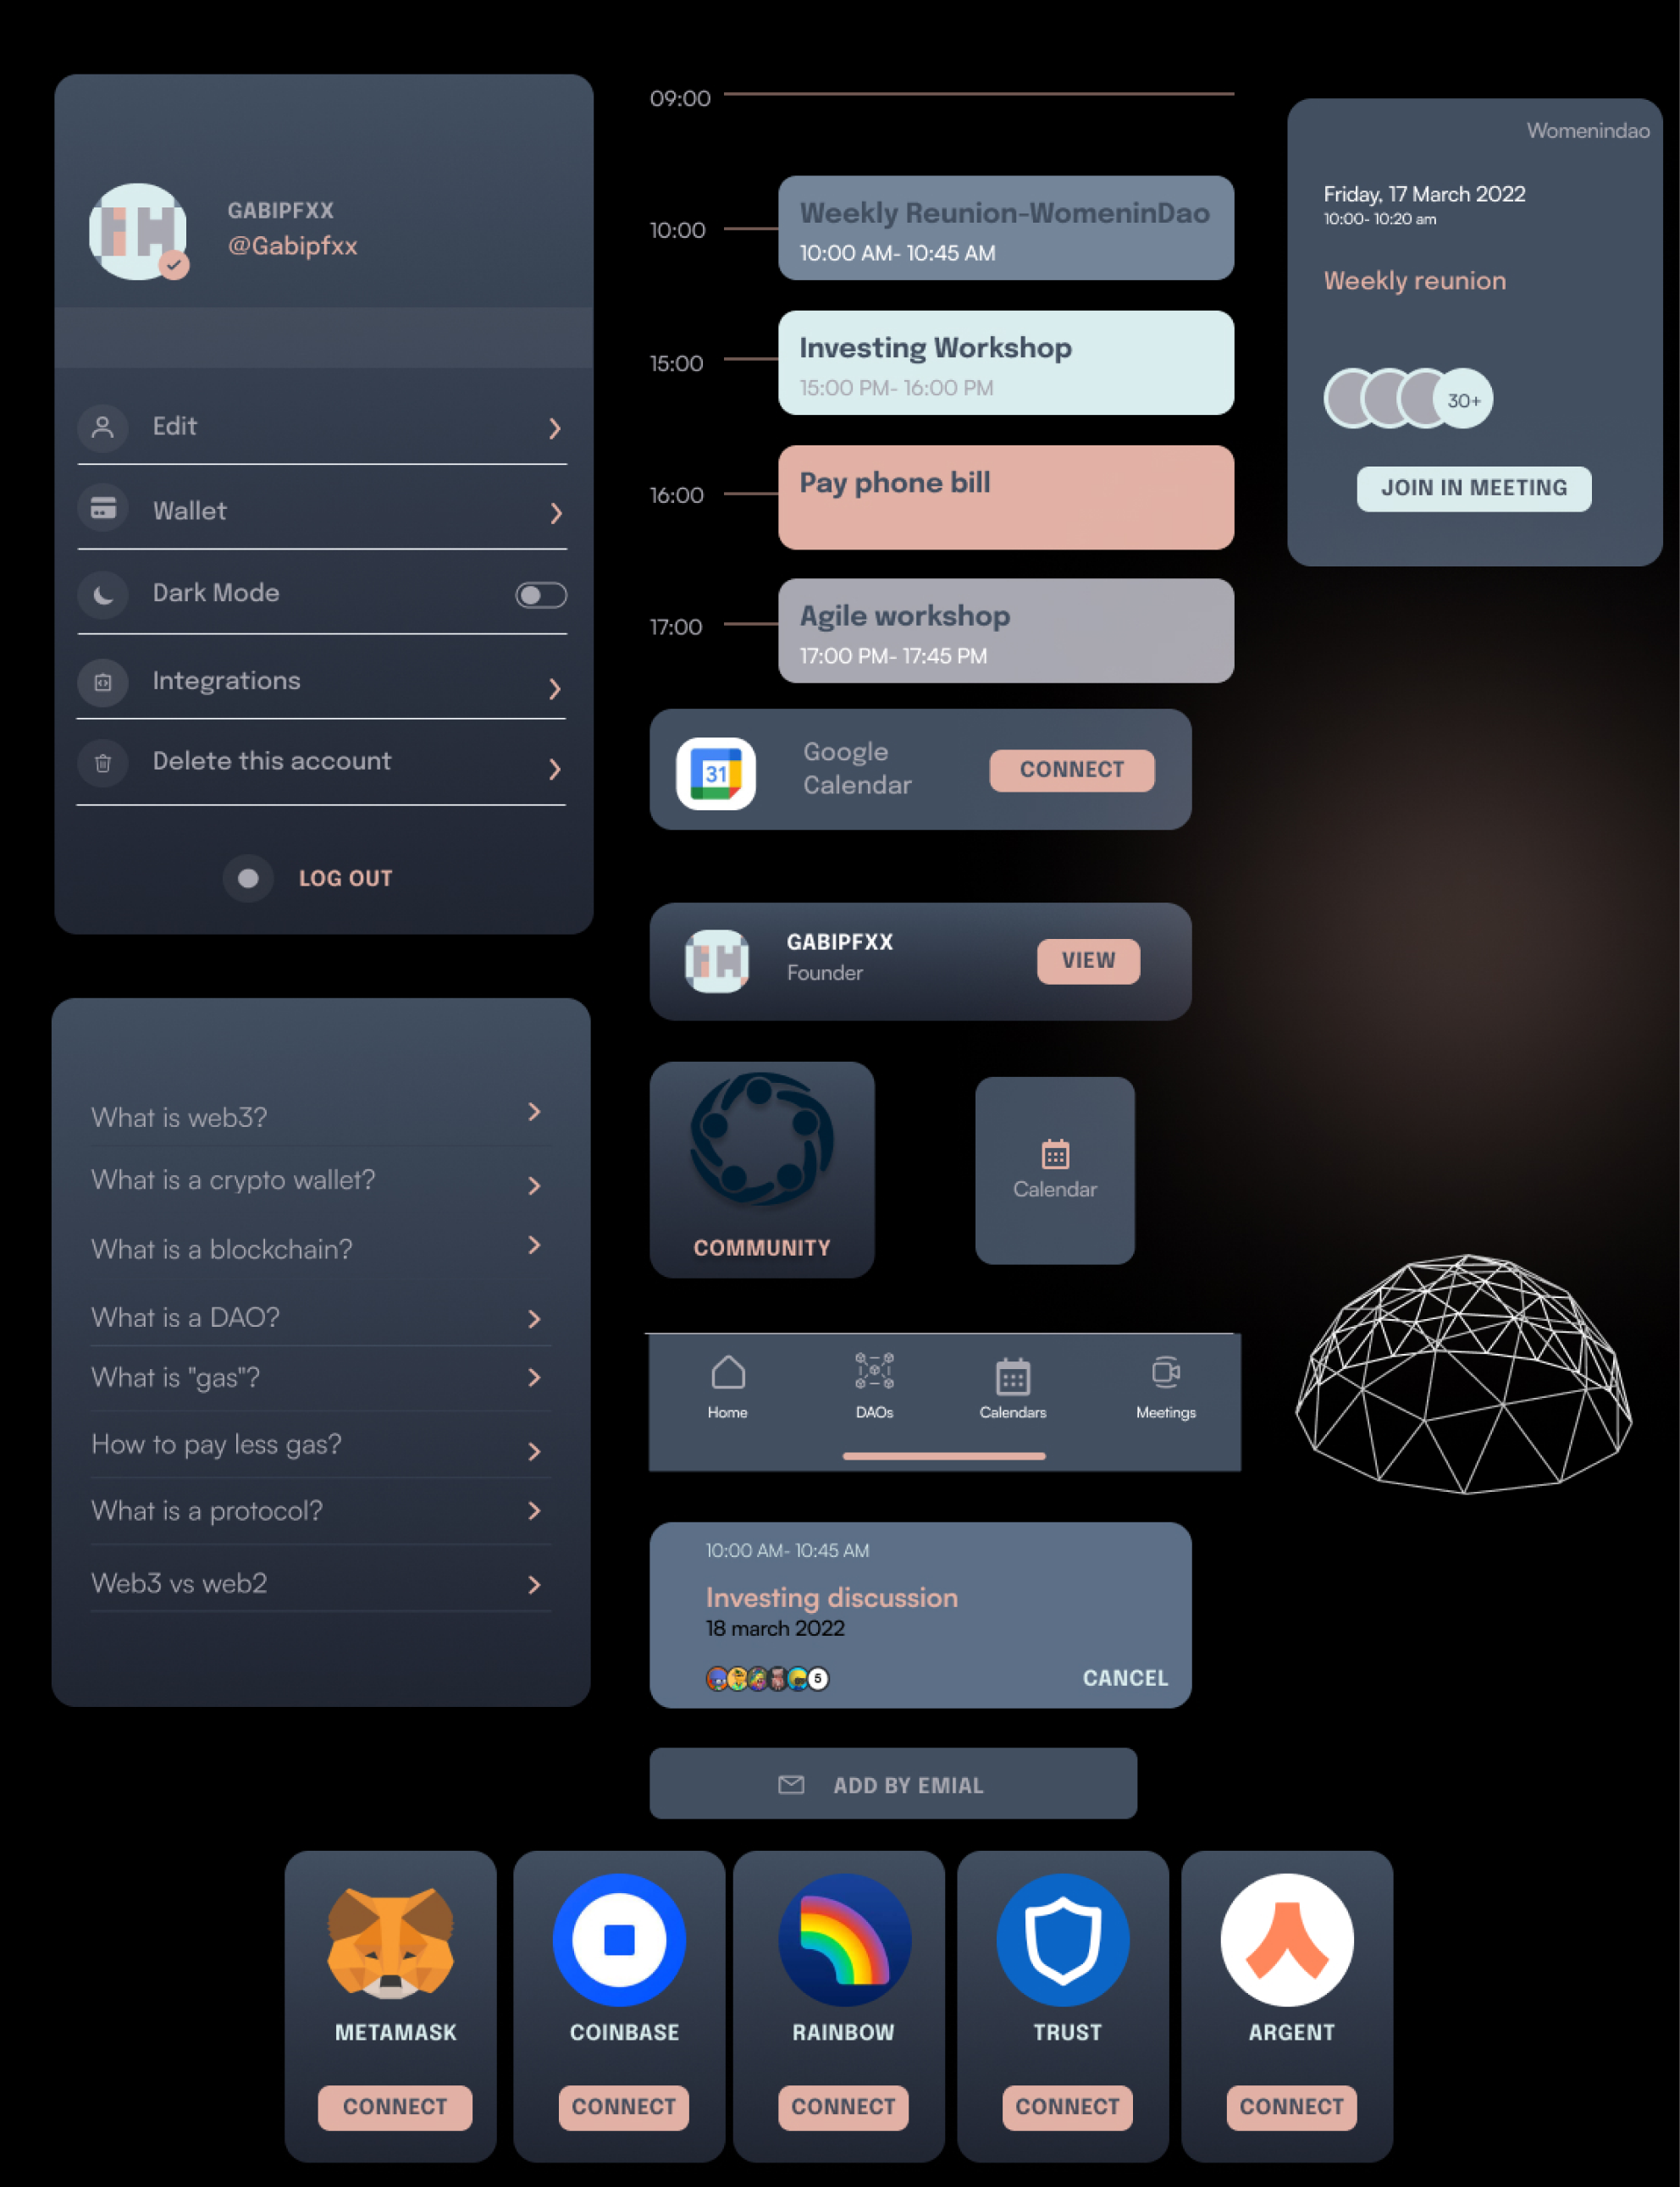 GABIPFXX
@Gabipfxx
Edit
Wallet
Dark Mode
Integrations
Delete this account
LOG OUT
What is web3?
What is a crypto wallet?
What is a blockchain?
What is a DAO?
What is "gas"?
How to pay less gas?
What is a protocol?
Web3 vs web2
09:00
10:00
Weekly Reunion-WomeninDao
10:00 AM- 10:45 AM
15:00
Investing Workshop
15:00 PM- 16:00 PM
16:00
Pay phone bill
17:00
Agile workshop
17:00 PM- 17:45 PM
31
Google
Calendar
CONNECT
GABIPFXX
Founder
VIEW
COMMUNITY
Calendar
Home
DAOs
Calendars
Meetings
10:00 AM- 10:45 AM
Investing discussion
18 march 2022
5
CANCEL
ADD BY EMIAL
Womenindao
Friday, 17 March 2022
10:00- 10:20 am
Weekly reunion
30+
JOIN IN MEETING
METAMASK
CONNECT
COINBASE
CONNECT
RAINBOW
CONNECT
TRUST
CONNECT
ARGENT
CONNECT